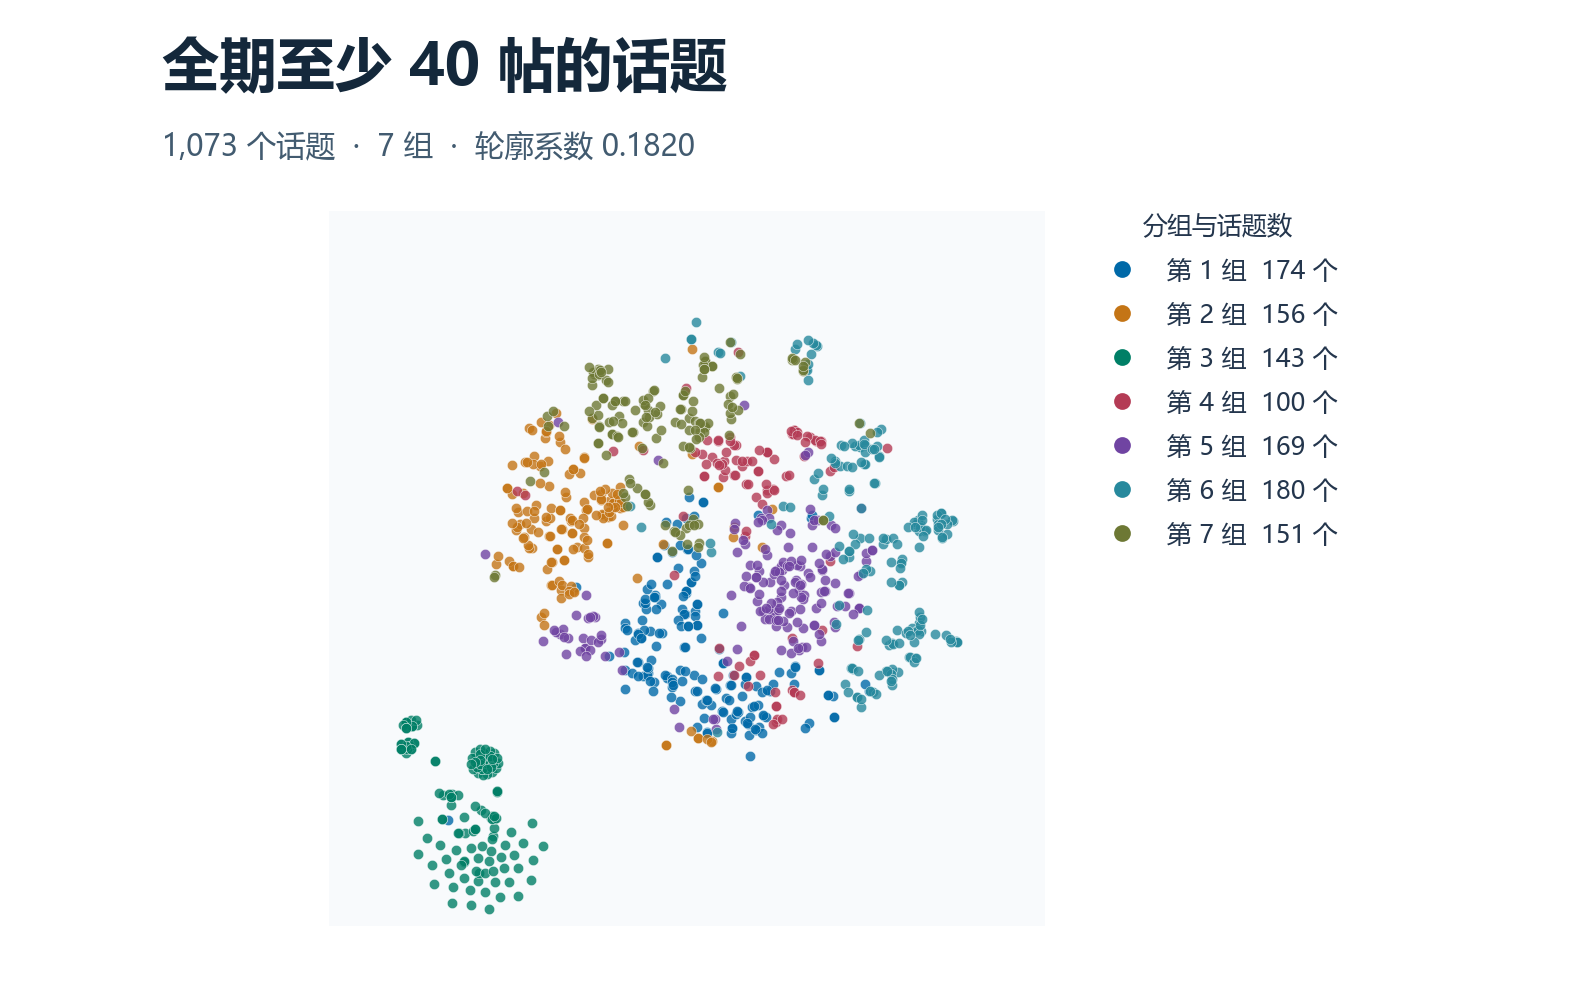 全期至少 40 帖的话题
1,073 个话题 · 7 组 · 轮廓系数 0.1820
分组与话题数
第 1 组 174 个
第 2 组 156 个
第 3 组 143 个
第 4 组 100 个
第 5 组 169 个
第 6 组 180 个
第 7 组 151 个